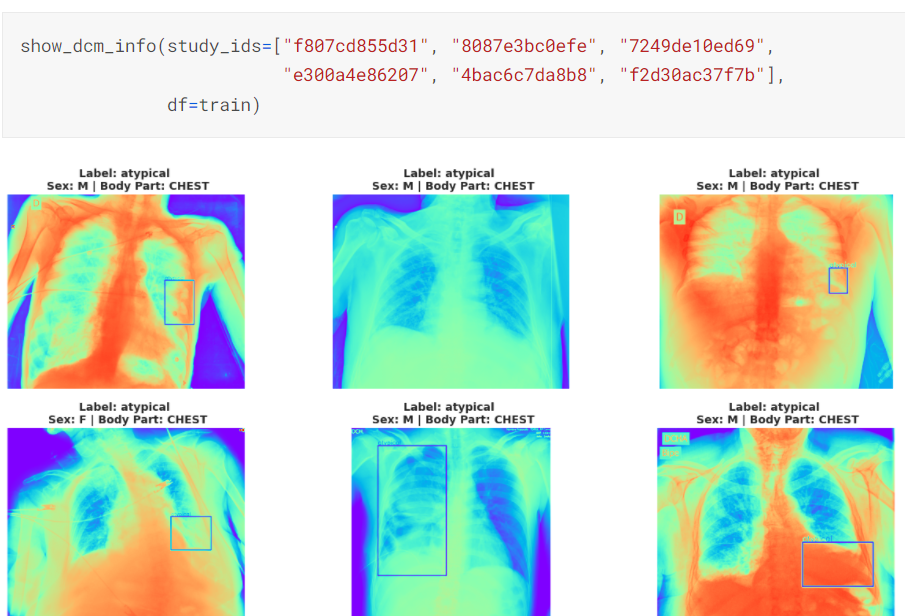 show_dcm_info(study_ids=["f807cd855d31", "8087e3bc0efe", "7249de10ed69",
"e300a4e86207", "4bac6c7da8b8", "f2d30ac37f7b"],
df=train)
Label: atypical
Sex: M | Body Part: CHEST
Label: atypical
Sex: M | Body Part: CHEST
Label: atypical
Sex: M | Body Part: CHEST
D
D
Label: atypical
Sex: F | Body Part: CHEST
Label: atypical
Sex: M | Body Part: CHEST
Label: atypical
Sex: M | Body Part: CHEST